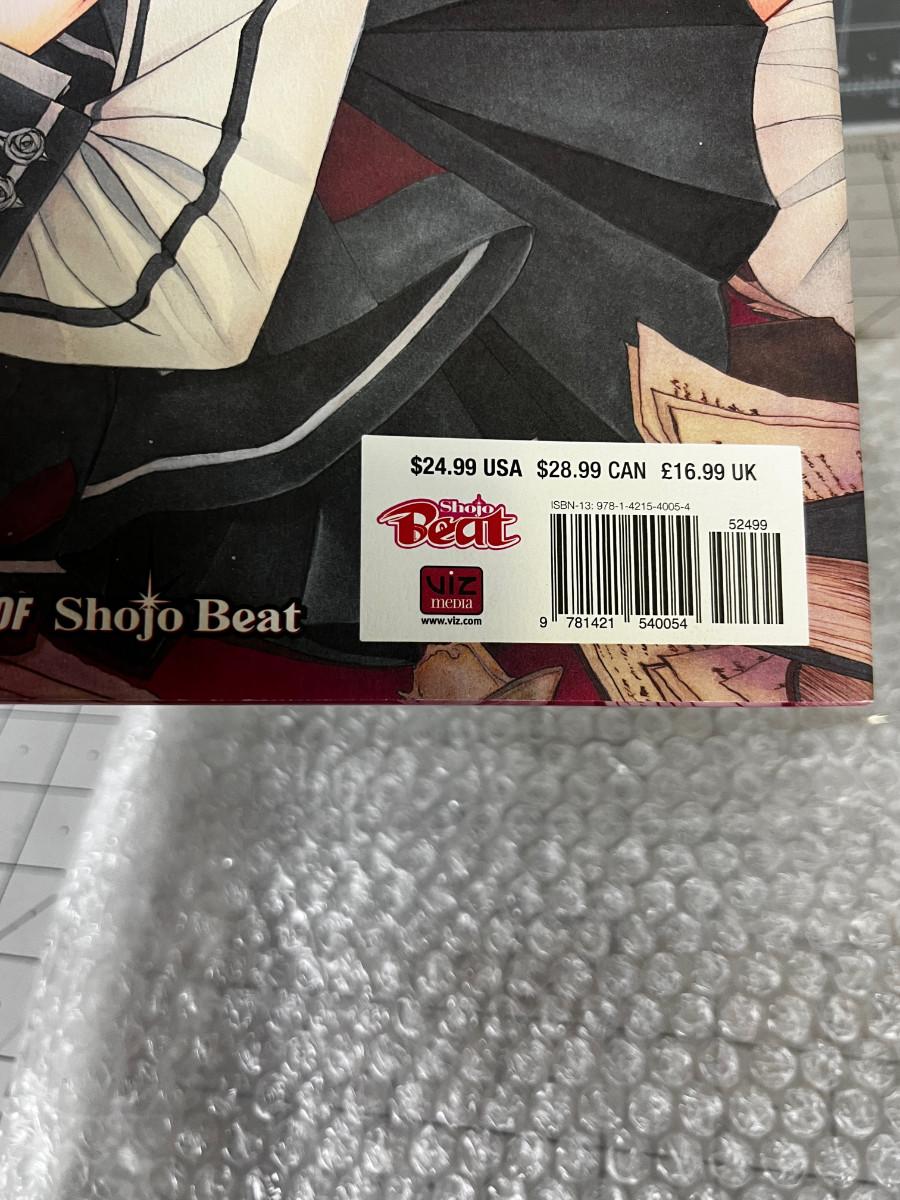 $24.99 USA $28.99 CAN £16.99 UK
Shojo
Beat
viz
media
www.viz.com
ISBN-13: 978-1-4215-4005-4
52499
9 781421 540054
OF Shojo Beat